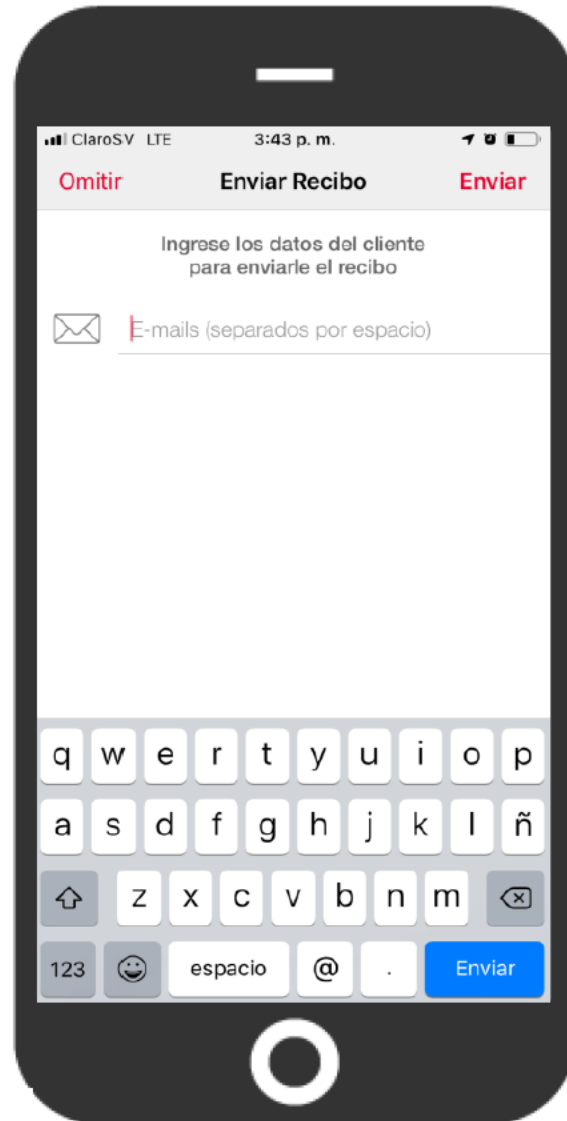 ClaroSV LTE 3:43 p. m.
Omitir Enviar Recibo Enviar
Ingrese los datos del cliente
para enviarle el recibo
E-mails (separados por espacio)
q w e r t y u i o p
a s d f g h j k l ñ
z x c v b n m
123 espacio @ . Enviar